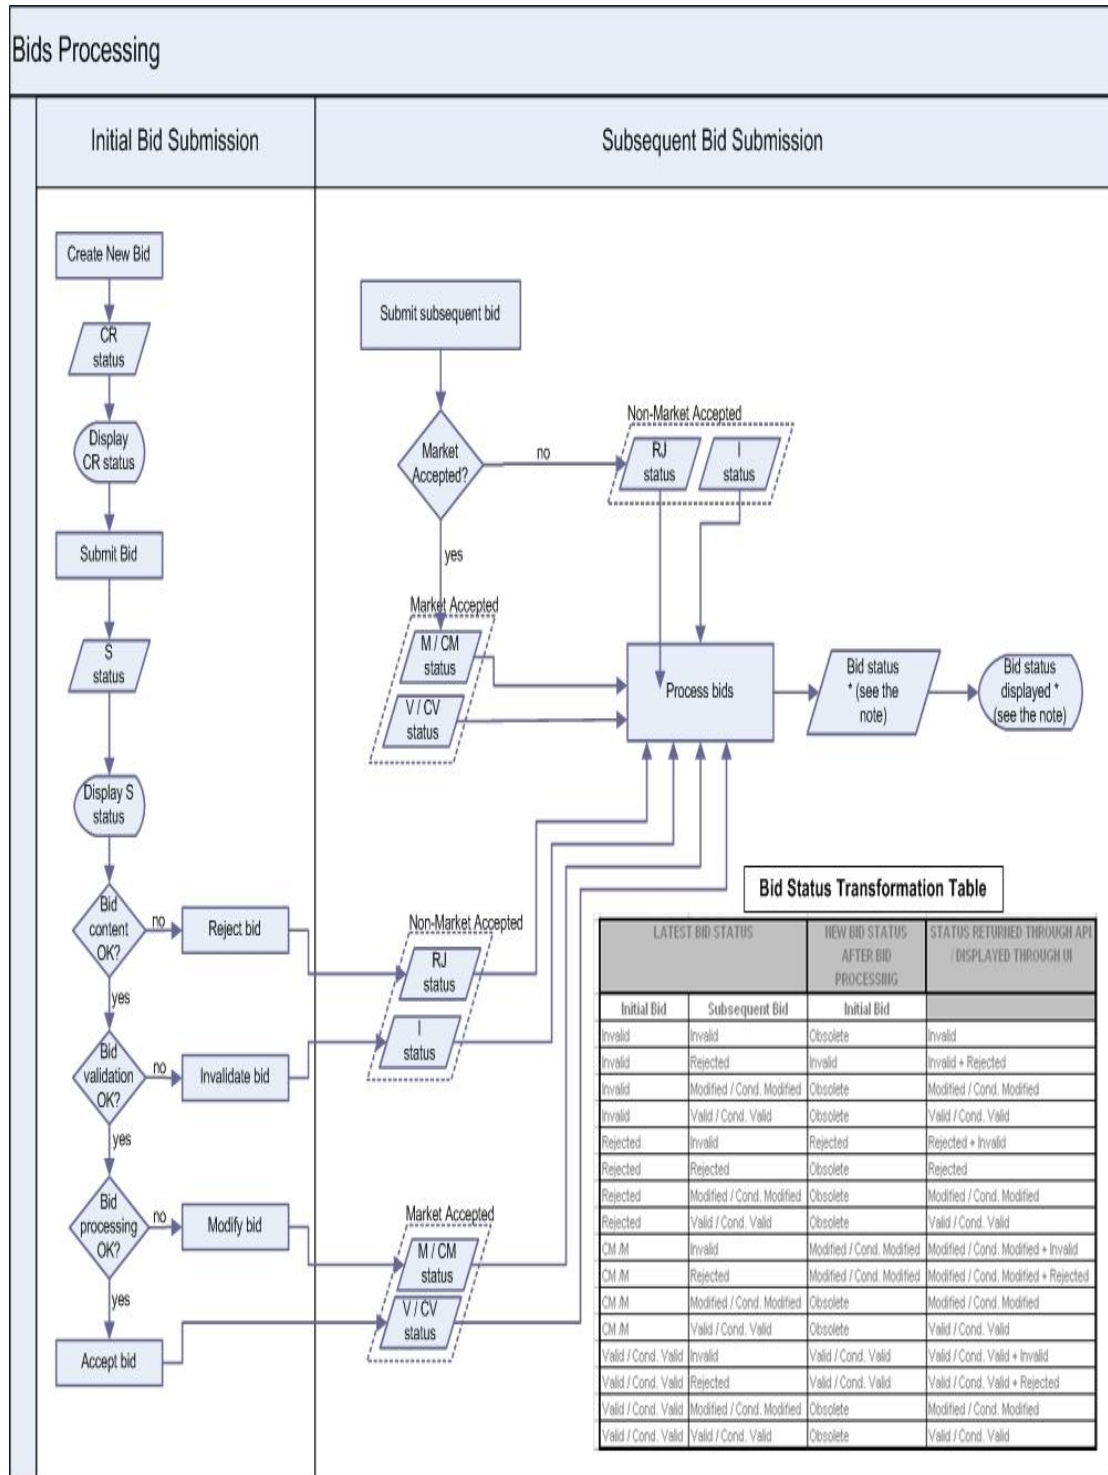 Bids Processing
Initial Bid Submission
Subsequent Bid Submission
Create New Bid
CR
status
Display
CR status
Submit Bid
S
status
Display S
status
Bid
content
OK?
no
Reject bid
yes
Bid
validation
OK?
no
Invalidate bid
yes
Bid
processing
OK?
no
Modify bid
yes
Accept bid
Submit subsequent bid
Market
Accepted?
no
Non-Market Accepted
RJ
status
I
status
yes
Market Accepted
M / CM
status
V / CV
status
Process bids
Bid status
* (see the
note)
Bid status
displayed *
(see the note)
Non-Market Accepted
RJ
status
I
status
Market Accepted
M / CM
status
V / CV
status
Bid Status Transformation Table
LATEST BID STATUS
NEW BID STATUS
AFTER BID
PROCESSING
STATUS RETURNED THROUGH API
/ DISPLAYED THROUGH UI
Initial Bid Subsequent Bid Initial Bid
Invalid Invalid Obsolete Invalid
Invalid Rejected Invalid Invalid + Rejected
Invalid Modified / Cond. Modified Obsolete Modified / Cond. Modified
Invalid Valid / Cond. Valid Obsolete Valid / Cond. Valid
Rejected Invalid Rejected Rejected + Invalid
Rejected Rejected Obsolete Rejected
Rejected Modified / Cond. Modified Obsolete Modified / Cond. Modified
Rejected Valid / Cond. Valid Obsolete Valid / Cond. Valid
CM /M Invalid Modified / Cond. Modified Modified / Cond. Modified + Invalid
CM /M Rejected Modified / Cond. Modified Modified / Cond. Modified + Rejected
CM /M Modified / Cond. Modified Obsolete Modified / Cond. Modified
CM /M Valid / Cond. Valid Obsolete Valid / Cond. Valid
Valid / Cond. Valid Invalid Valid / Cond. Valid Valid / Cond. Valid + Invalid
Valid / Cond. Valid Rejected Valid / Cond. Valid Valid / Cond. Valid + Rejected
Valid / Cond. Valid Modified / Cond. Modified Obsolete Modified / Cond. Modified
Valid / Cond. Valid Valid / Cond. Valid Obsolete Valid / Cond. Valid